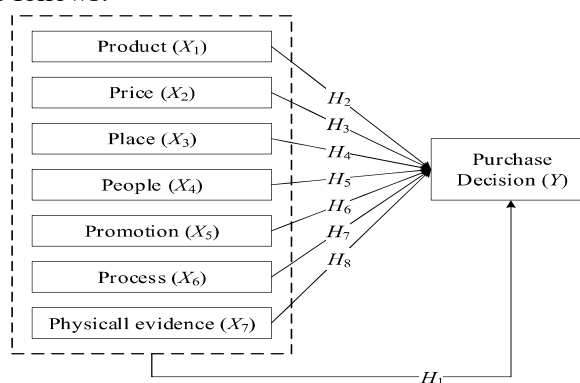 Product (X₁)
H₂
Price (X₂)
H₃
Place (X₃)
H₄
Purchase
Decision (Y)
People (X₄)
H₅
H₆
Promotion (X₅)
H₇
Process (X₆)
H₈
Physicall evidence (X₇)
H₁